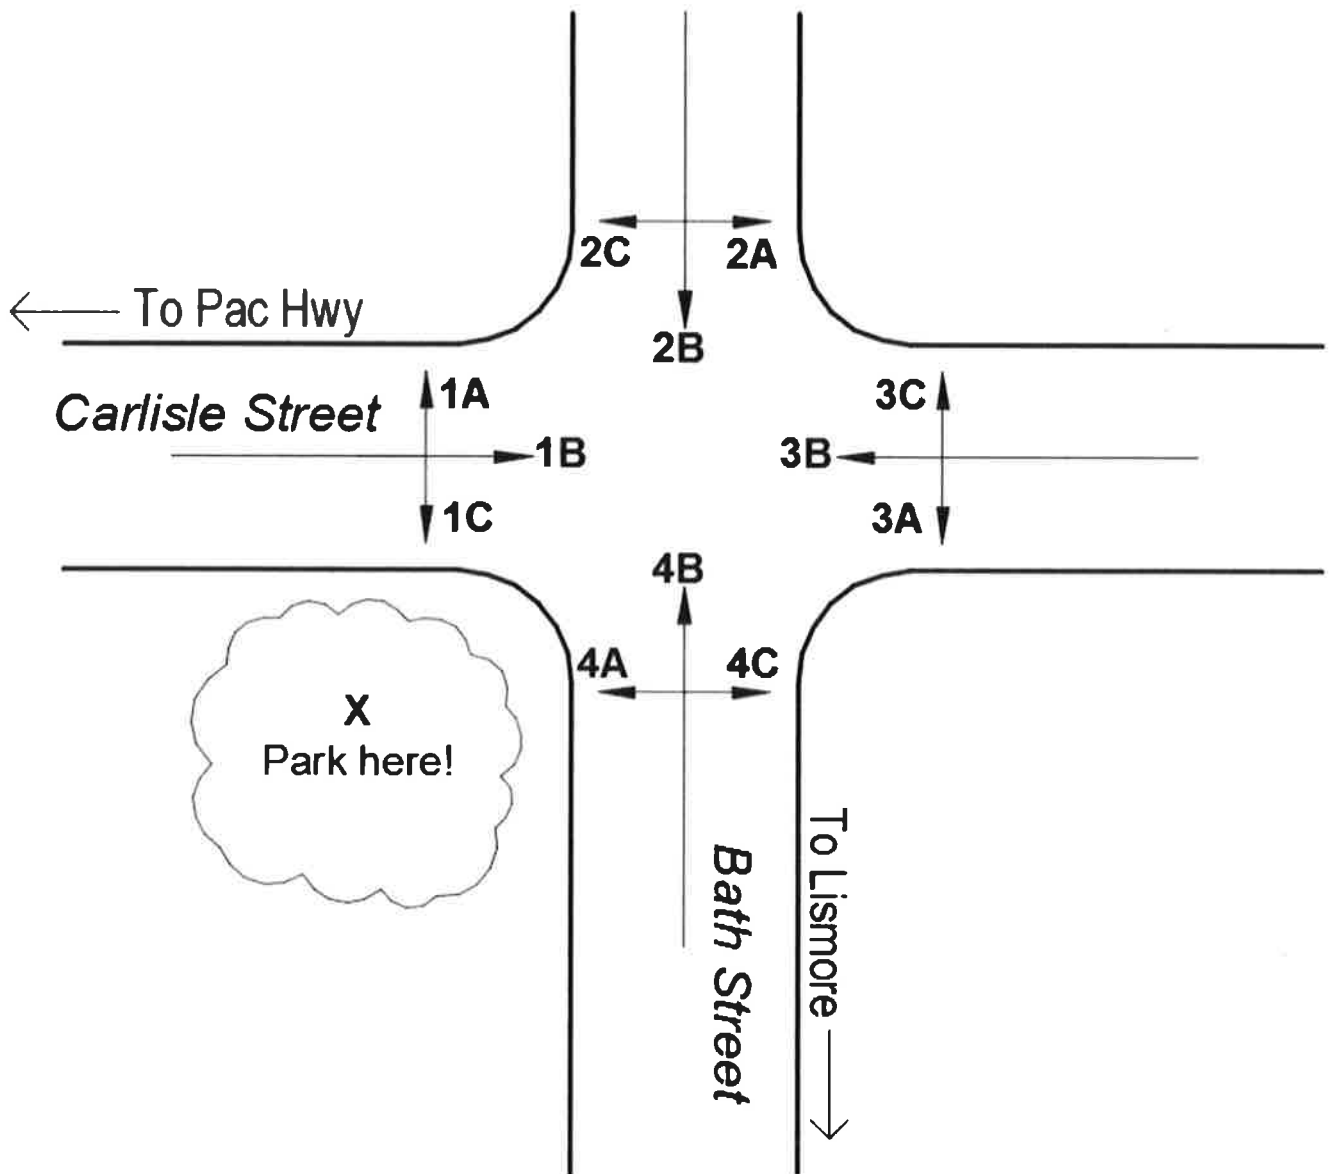 2C
2A
To Pac Hwy
2B
Carlisle Street
1A
3C
1B
3B
1C
3A
4B
4A
4C
X
Park here!
To Lismore
Bath Street